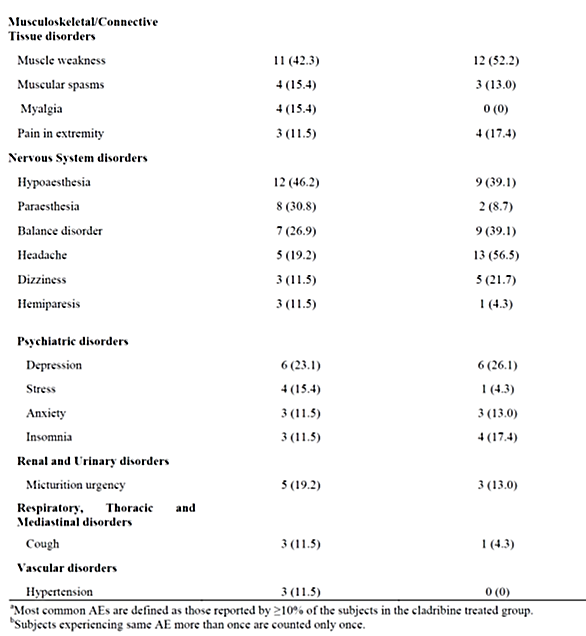 Musculoskeletal/Connective
Tissue disorders
Muscle weakness 11 (42.3) 12 (52.2)
Muscular spasms 4 (15.4) 3 (13.0)
Myalgia 4 (15.4) 0 (0)
Pain in extremity 3 (11.5) 4 (17.4)
Nervous System disorders
Hypoaesthesia 12 (46.2) 9 (39.1)
Paraesthesia 8 (30.8) 2 (8.7)
Balance disorder 7 (26.9) 9 (39.1)
Headache 5 (19.2) 13 (56.5)
Dizziness 3 (11.5) 5 (21.7)
Hemiparesis 3 (11.5) 1 (4.3)
Psychiatric disorders
Depression 6 (23.1) 6 (26.1)
Stress 4 (15.4) 1 (4.3)
Anxiety 3 (11.5) 3 (13.0)
Insomnia 3 (11.5) 4 (17.4)
Renal and Urinary disorders
Micturition urgency 5 (19.2) 3 (13.0)
Respiratory, Thoracic and
Mediastinal disorders
Cough 3 (11.5) 1 (4.3)
Vascular disorders
Hypertension 3 (11.5) 0 (0)
ᵃMost common AEs are defined as those reported by ≥10% of the subjects in the cladribine treated group.
ᵇSubjects experiencing same AE more than once are counted only once.